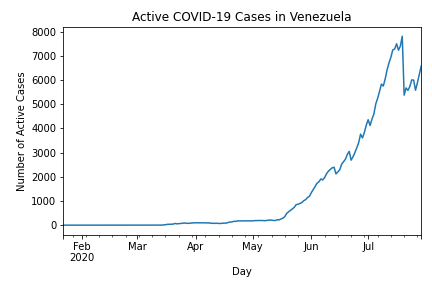 Active COVID-19 Cases in Venezuela
8000
7000
6000
5000
4000
3000
2000
1000
0
Number of Active Cases
Feb Mar Apr May Jun Jul
2020
Day